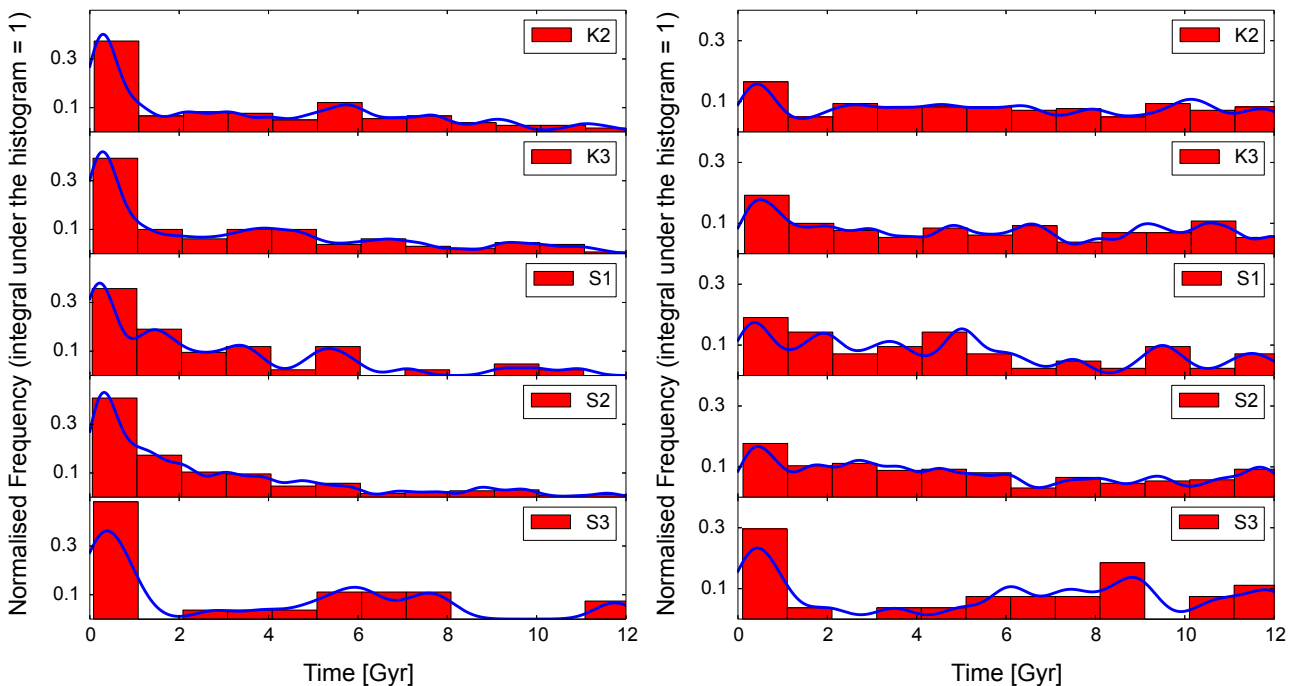 Normalised Frequency (integral under the histogram = 1)
0.3
0.1
K2
0.3
0.1
K3
0.3
0.1
S1
0.3
0.1
S2
0.3
0.1
S3
0 2 4 6 8 10 12
Time [Gyr]
Normalised Frequency (integral under the histogram = 1)
0.3
0.1
K2
0.3
0.1
K3
0.3
0.1
S1
0.3
0.1
S2
0.3
0.1
S3
0 2 4 6 8 10 12
Time [Gyr]